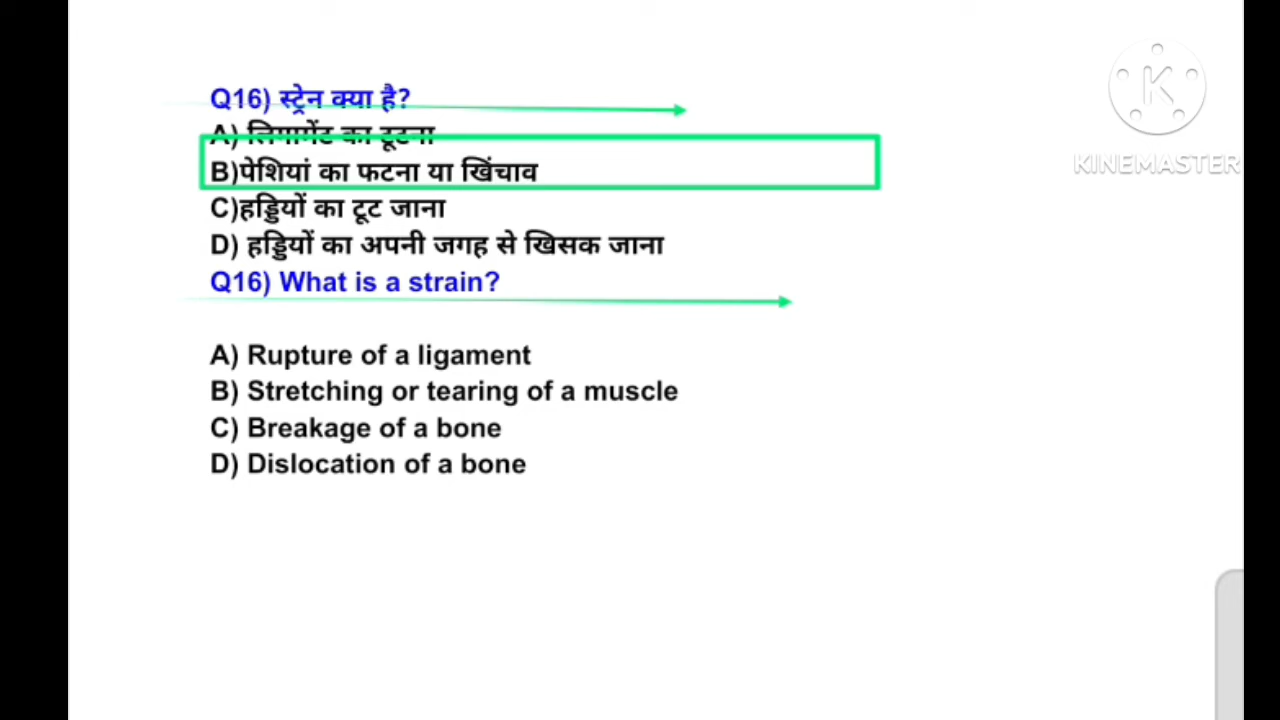 Q16) स्ट्रेन क्या है?
A) लिगामेंट का टूटना
B)पेशियां का फटना या खिंचाव
C)हड्डियों का टूट जाना
D) हड्डियों का अपनी जगह से खिसक जाना
Q16) What is a strain?
A) Rupture of a ligament
B) Stretching or tearing of a muscle
C) Breakage of a bone
D) Dislocation of a bone
K
KINEMASTER